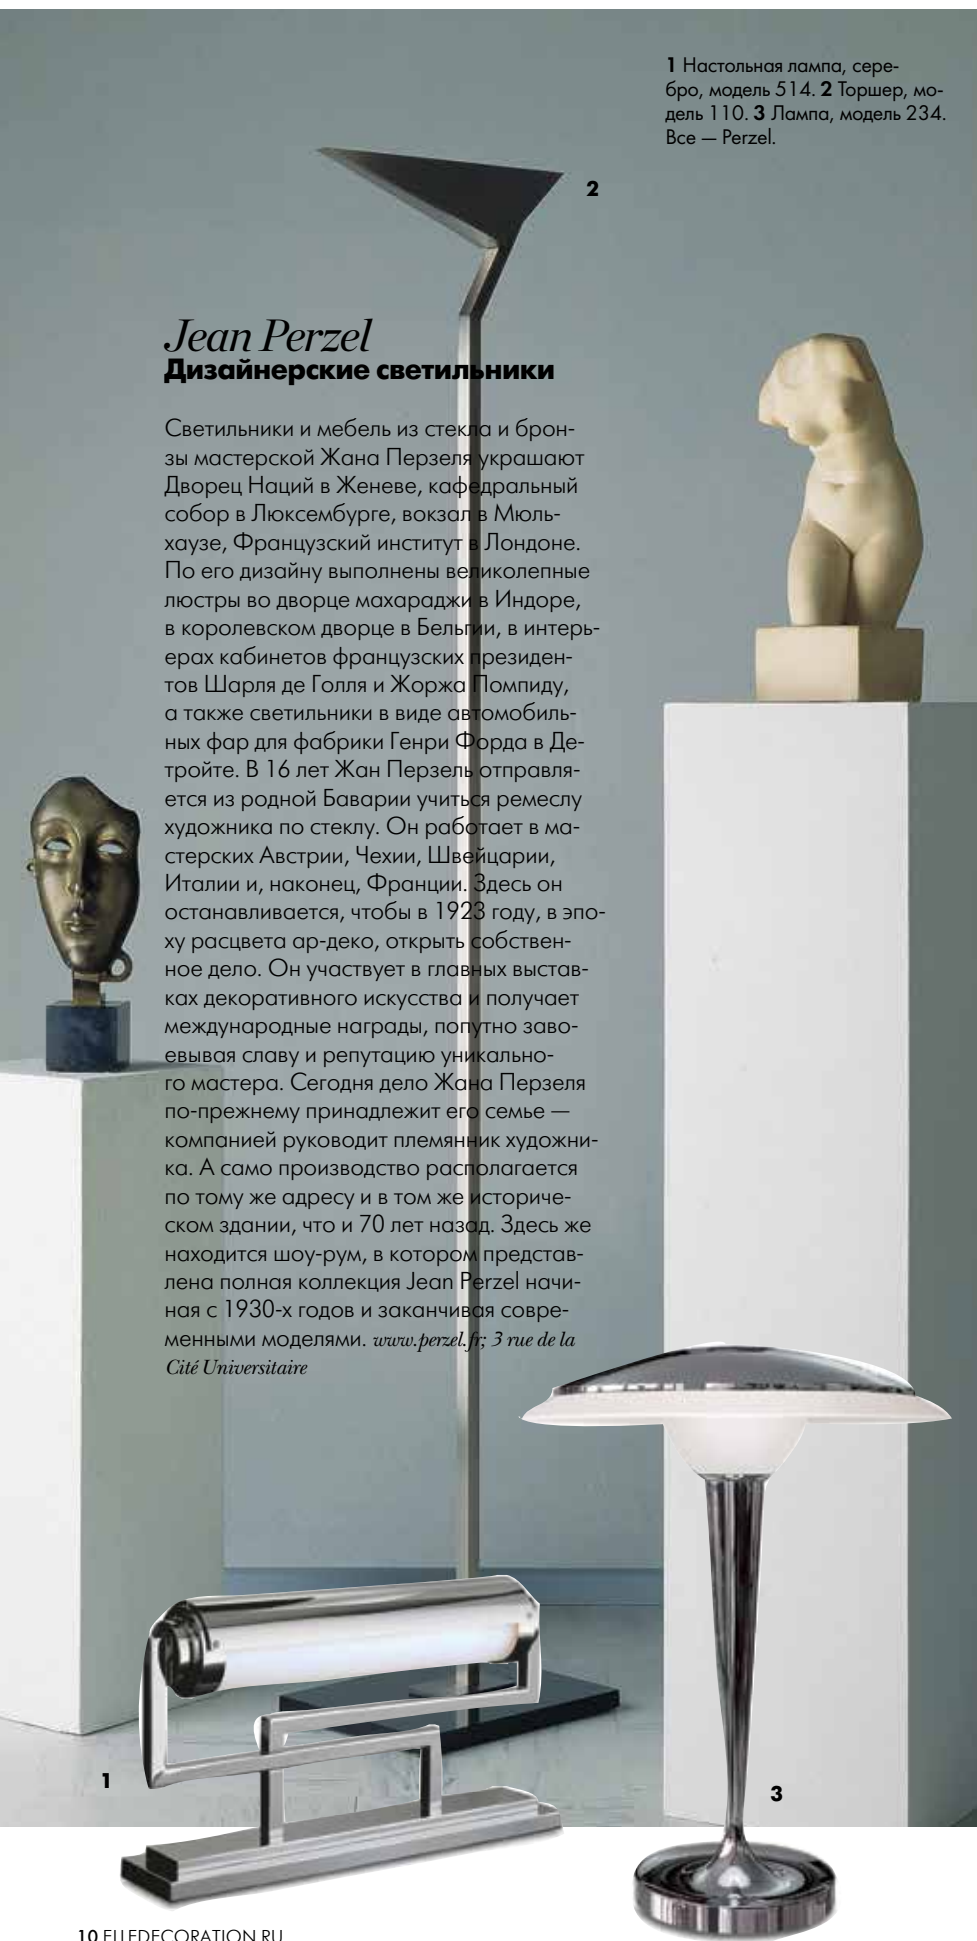 1 Настольная лампа, сере-
бро, модель 514. 2 Торшер, мо-
дель 110. 3 Лампа, модель 234.
Все — Perzel.
2
Jean Perzel
Дизайнерские светильники
Светильники и мебель из стекла и брон-
зы мастерской Жана Перзеля украшают
Дворец Наций в Женеве, кафедральный
собор в Люксембурге, вокзал в Мюль-
хаузе, Французский институт в Лондоне.
По его дизайну выполнены великолепные
люстры во дворце махараджи в Индоре,
в королевском дворце в Бельгии, в интерь-
ерах кабинетов французских президен-
тов Шарля де Голля и Жоржа Помпиду,
а также светильники в виде автомобиль-
ных фар для фабрики Генри Форда в Де-
тройте. В 16 лет Жан Перзель отправля-
ется из родной Баварии учиться ремеслу
художника по стеклу. Он работает в ма-
стерских Австрии, Чехии, Швейцарии,
Италии и, наконец, Франции. Здесь он
останавливается, чтобы в 1923 году, в эпо-
ху расцвета ар-деко, открыть собствен-
ное дело. Он участвует в главных выстав-
ках декоративного искусства и получает
международные награды, попутно заво-
евывая славу и репутацию уникально-
го мастера. Сегодня дело Жана Перзеля
по-прежнему принадлежит его семье —
компанией руководит племянник художни-
ка. А само производство располагается
по тому же адресу и в том же историче-
ском здании, что и 70 лет назад. Здесь же
находится шоу-рум, в котором представ-
лена полная коллекция Jean Perzel начи-
ная с 1930-х годов и заканчивая совре-
менными моделями. www.perzel.fr; 3 rue de la
Cité Universitaire
1
3
10 ELLEDECORATION.RU